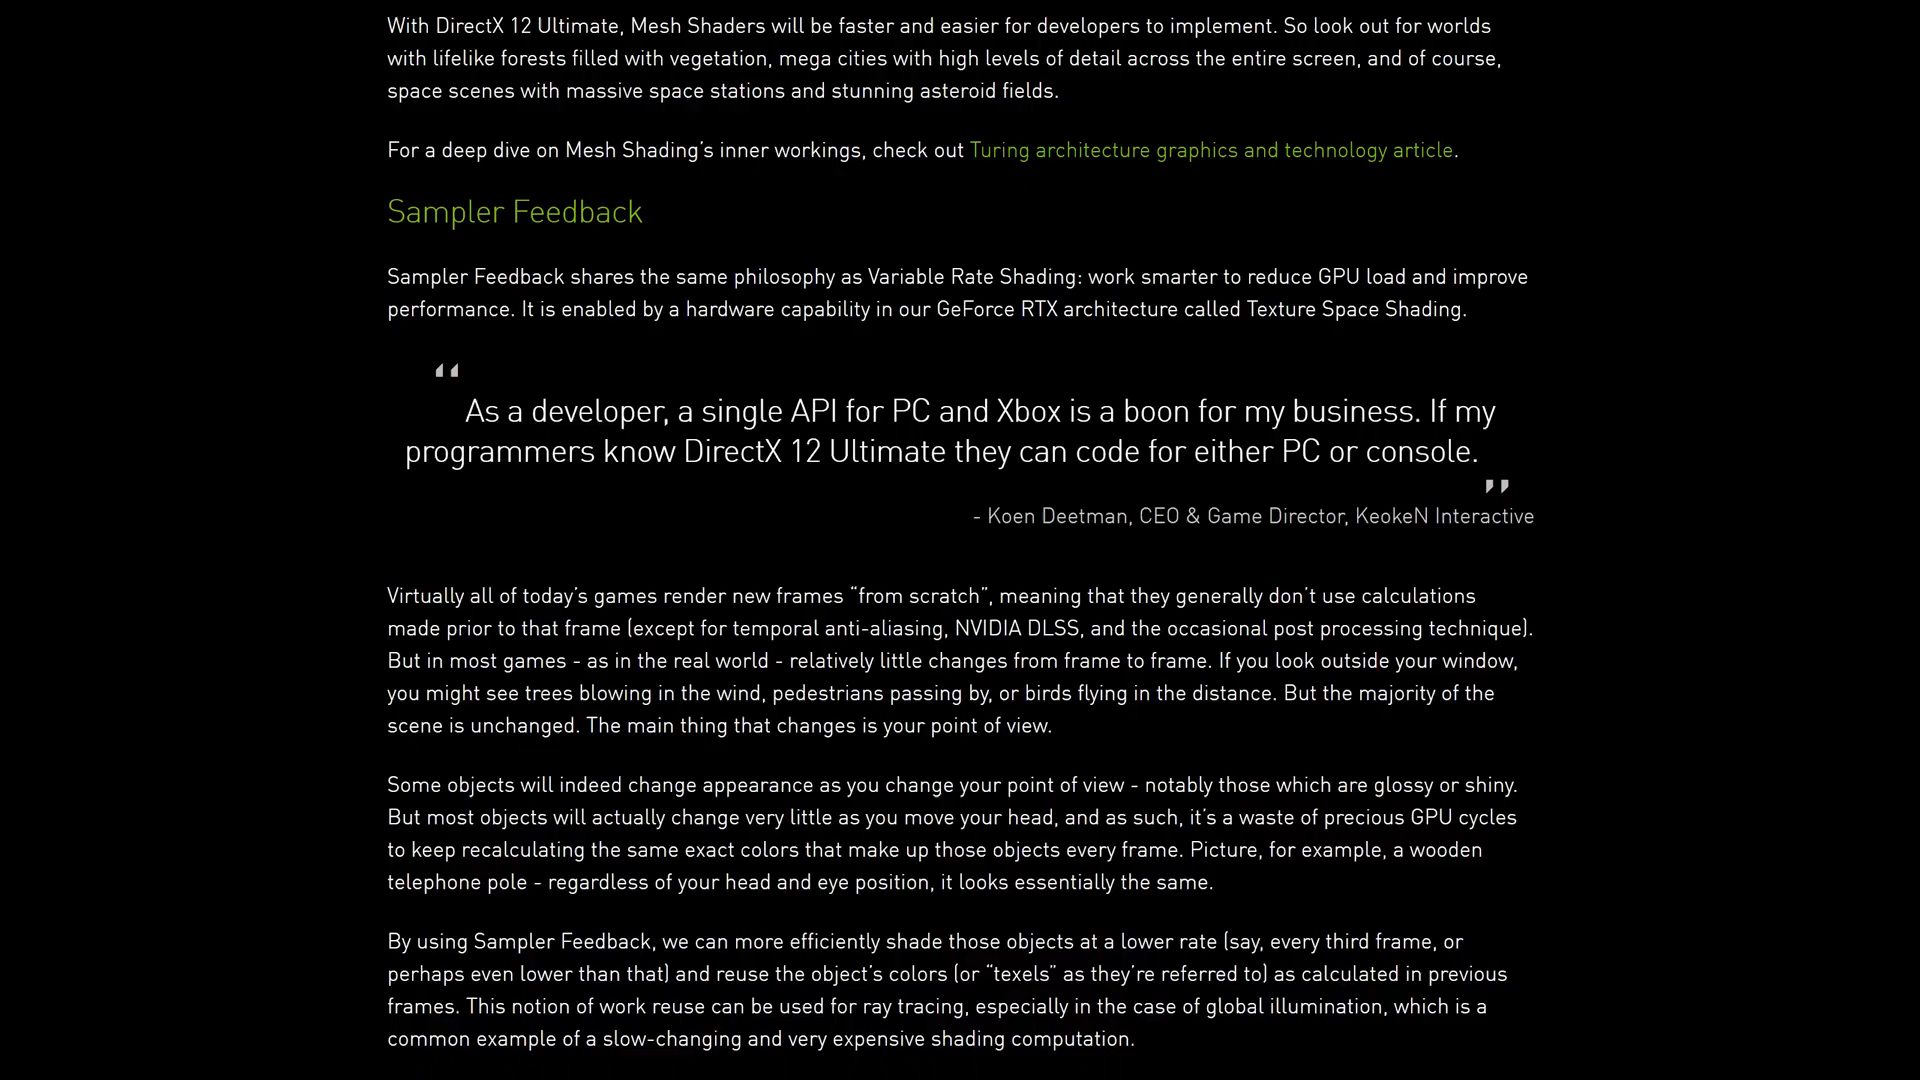 With DirectX 12 Ultimate, Mesh Shaders will be faster and easier for developers to implement. So look out for worlds
with lifelike forests filled with vegetation, mega cities with high levels of detail across the entire screen, and of course,
space scenes with massive space stations and stunning asteroid fields.
For a deep dive on Mesh Shading’s inner workings, check out Turing architecture graphics and technology article.
Sampler Feedback
Sampler Feedback shares the same philosophy as Variable Rate Shading: work smarter to reduce GPU load and improve
performance. It is enabled by a hardware capability in our GeForce RTX architecture called Texture Space Shading.
“
As a developer, a single API for PC and Xbox is a boon for my business. If my
programmers know DirectX 12 Ultimate they can code for either PC or console.
”
- Koen Deetman, CEO & Game Director, KeokeN Interactive
Virtually all of today’s games render new frames “from scratch”, meaning that they generally don’t use calculations
made prior to that frame (except for temporal anti-aliasing, NVIDIA DLSS, and the occasional post processing technique).
But in most games - as in the real world - relatively little changes from frame to frame. If you look outside your window,
you might see trees blowing in the wind, pedestrians passing by, or birds flying in the distance. But the majority of the
scene is unchanged. The main thing that changes is your point of view.
Some objects will indeed change appearance as you change your point of view - notably those which are glossy or shiny.
But most objects will actually change very little as you move your head, and as such, it’s a waste of precious GPU cycles
to keep recalculating the same exact colors that make up those objects every frame. Picture, for example, a wooden
telephone pole - regardless of your head and eye position, it looks essentially the same.
By using Sampler Feedback, we can more efficiently shade those objects at a lower rate (say, every third frame, or
perhaps even lower than that) and reuse the object’s colors (or “texels” as they’re referred to) as calculated in previous
frames. This notion of work reuse can be used for ray tracing, especially in the case of global illumination, which is a
common example of a slow-changing and very expensive shading computation.